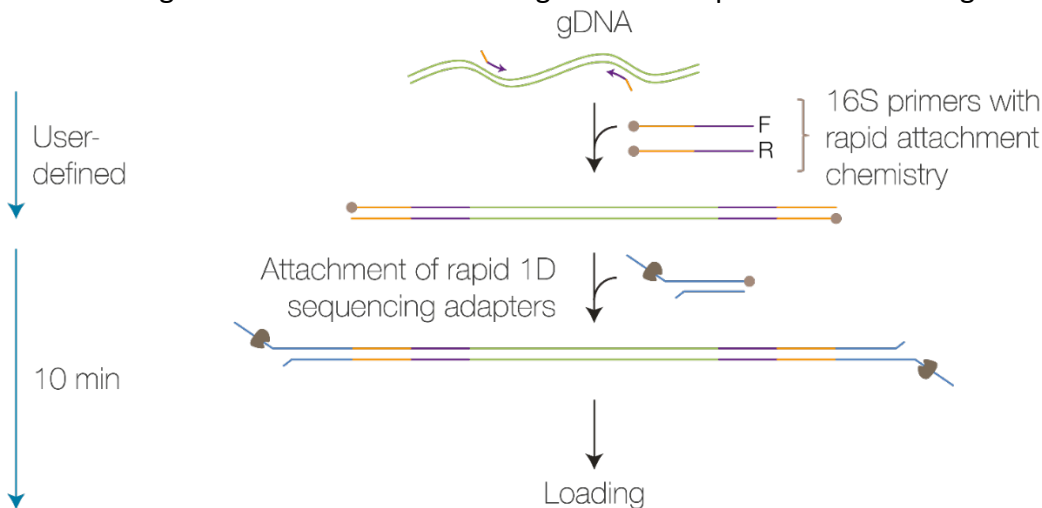 gDNA
User-
defined
F
R
16S primers with
rapid attachment
chemistry
Attachment of rapid 1D
sequencing adapters
10 min
Loading